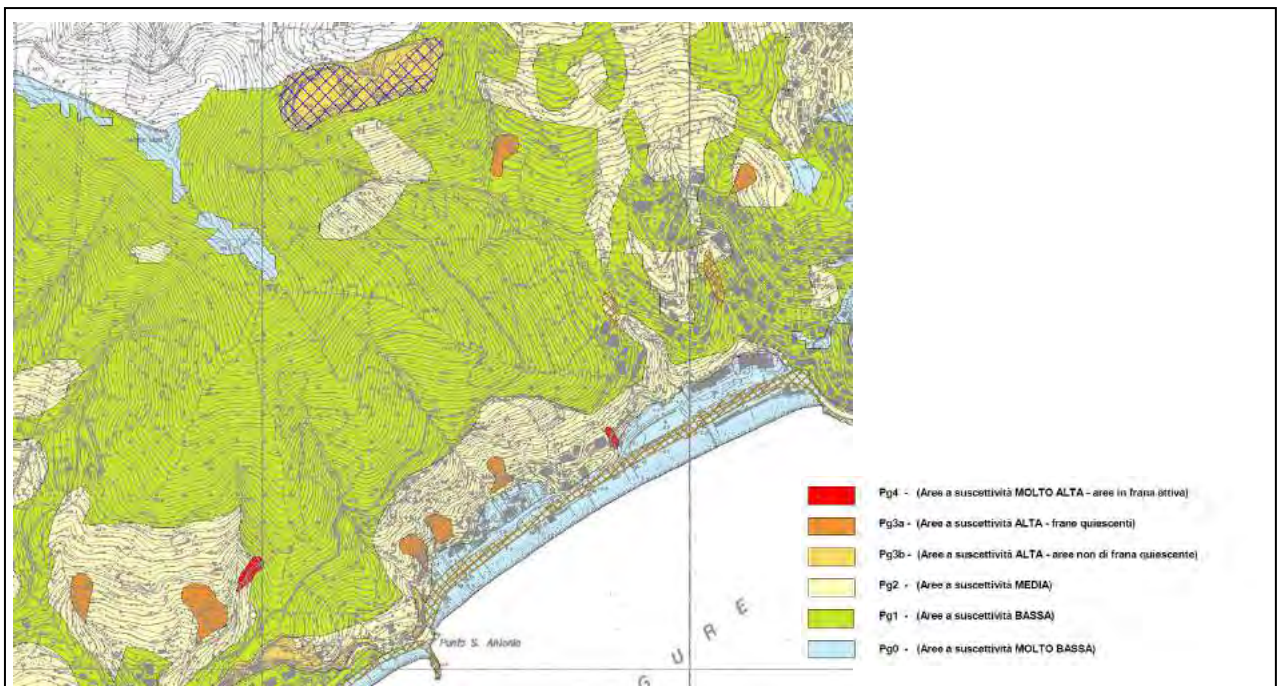 Pg4 - (Aree a suscettività MOLTO ALTA - aree in frana attiva)
Pg3a - (Aree a suscettività ALTA - frane quiescenti)
Pg3b - (Aree a suscettività ALTA - aree non di frana quiescente)
Pg2 - (Aree a suscettività MEDIA)
Pg1 - (Aree a suscettività BASSA)
Pg0 - (Aree a suscettività MOLTO BASSA)
Punta S. Antonio
G U R E